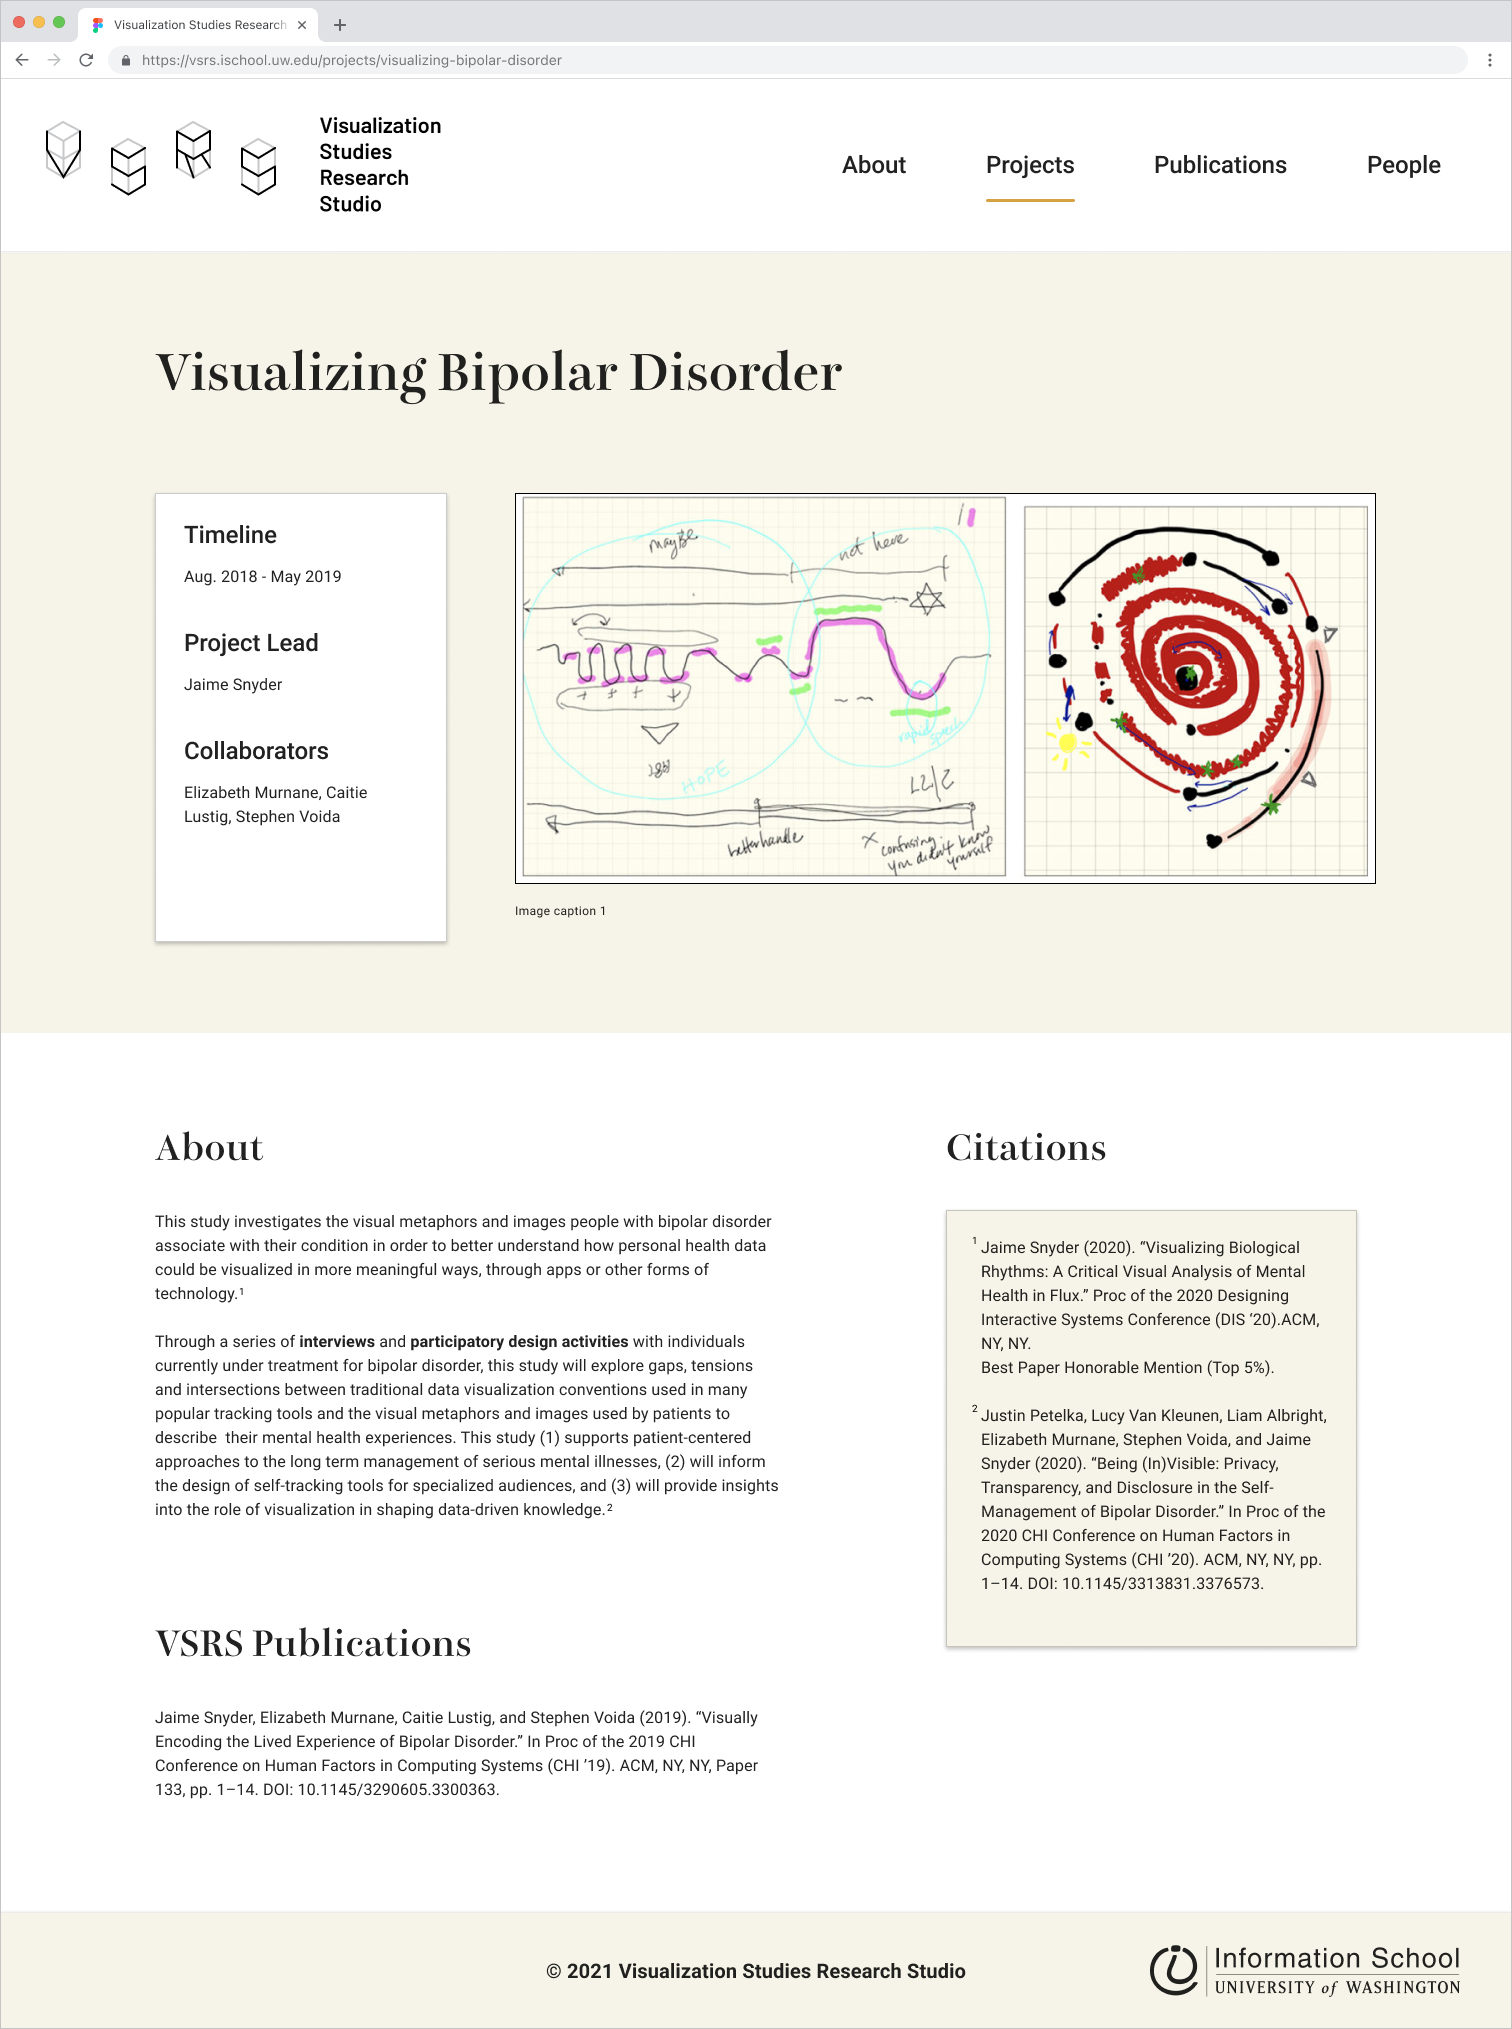 Visualization Studies Research
https://vsrs.ischool.uw.edu/projects/visualizing-bipolar-disorder
Visualization
Studies
Research
Studio
About
Projects
Publications
People
Visualizing Bipolar Disorder
Timeline
Aug. 2018 - May 2019
Project Lead
Jaime Snyder
Collaborators
Elizabeth Murnane, Caitie
Lustig, Stephen Voida
maybe
not here
rapid speech
HOPE
better handle
X confusing -
you didn't know
yourself
Image caption 1
About
This study investigates the visual metaphors and images people with bipolar disorder
associate with their condition in order to better understand how personal health data
could be visualized in more meaningful ways, through apps or other forms of
technology.¹
Through a series of interviews and participatory design activities with individuals
currently under treatment for bipolar disorder, this study will explore gaps, tensions
and intersections between traditional data visualization conventions used in many
popular tracking tools and the visual metaphors and images used by patients to
describe  their mental health experiences. This study (1) supports patient-centered
approaches to the long term management of serious mental illnesses, (2) will inform
the design of self-tracking tools for specialized audiences, and (3) will provide insights
into the role of visualization in shaping data-driven knowledge.²
VSRS Publications
Jaime Snyder, Elizabeth Murnane, Caitie Lustig, and Stephen Voida (2019). “Visually
Encoding the Lived Experience of Bipolar Disorder.” In Proc of the 2019 CHI
Conference on Human Factors in Computing Systems (CHI ’19). ACM, NY, NY, Paper
133, pp. 1–14. DOI: 10.1145/3290605.3300363.
Citations
¹ Jaime Snyder (2020). “Visualizing Biological
Rhythms: A Critical Visual Analysis of Mental
Health in Flux.” Proc of the 2020 Designing
Interactive Systems Conference (DIS ‘20).ACM,
NY, NY.
Best Paper Honorable Mention (Top 5%).
² Justin Petelka, Lucy Van Kleunen, Liam Albright,
Elizabeth Murnane, Stephen Voida, and Jaime
Snyder (2020). “Being (In)Visible: Privacy,
Transparency, and Disclosure in the Self-
Management of Bipolar Disorder.” In Proc of the
2020 CHI Conference on Human Factors in
Computing Systems (CHI ’20). ACM, NY, NY, pp.
1–14. DOI: 10.1145/3313831.3376573.
© 2021 Visualization Studies Research Studio
Information School
UNIVERSITY of WASHINGTON